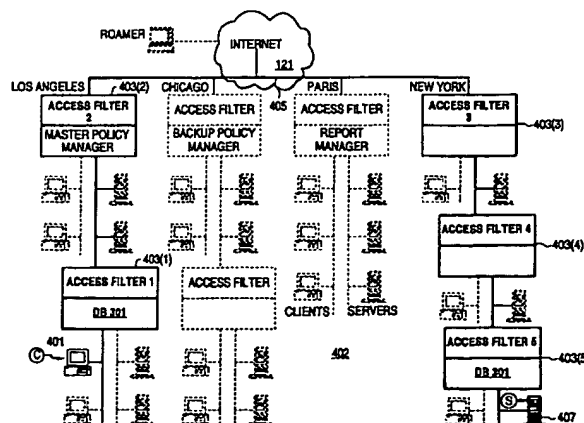 ROAMER
INTERNET
121
LOS ANGELES
403(2)
CHICAGO
405
PARIS
NEW YORK
ACCESS FILTER
2
MASTER POLICY
MANAGER
ACCESS FILTER
BACKUP POLICY
MANAGER
ACCESS FILTER
REPORT
MANAGER
ACCESS FILTER
3
403(3)
403(1)
ACCESS FILTER 4
403(4)
ACCESS FILTER 1
DB 201
ACCESS FILTER
CLIENTS
SERVERS
402
ACCESS FILTER 5
DB 201
403(5
C
401
S
407